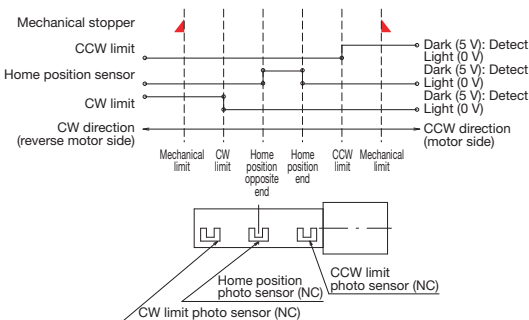 Mechanical stopper
CCW limit
Dark (5 V): Detect
Light (0 V)
Home position sensor
Dark (5 V): Detect
Light (0 V)
CW limit
Dark (5 V): Detect
Light (0 V)
CW direction
(reverse motor side)
CCW direction
(motor side)
Mechanical
limit
CW
limit
Home
position
opposite
end
Home
position
end
CCW
limit
Mechanical
limit
CCW limit
photo sensor (NC)
Home position
photo sensor (NC)
CW limit photo sensor (NC)